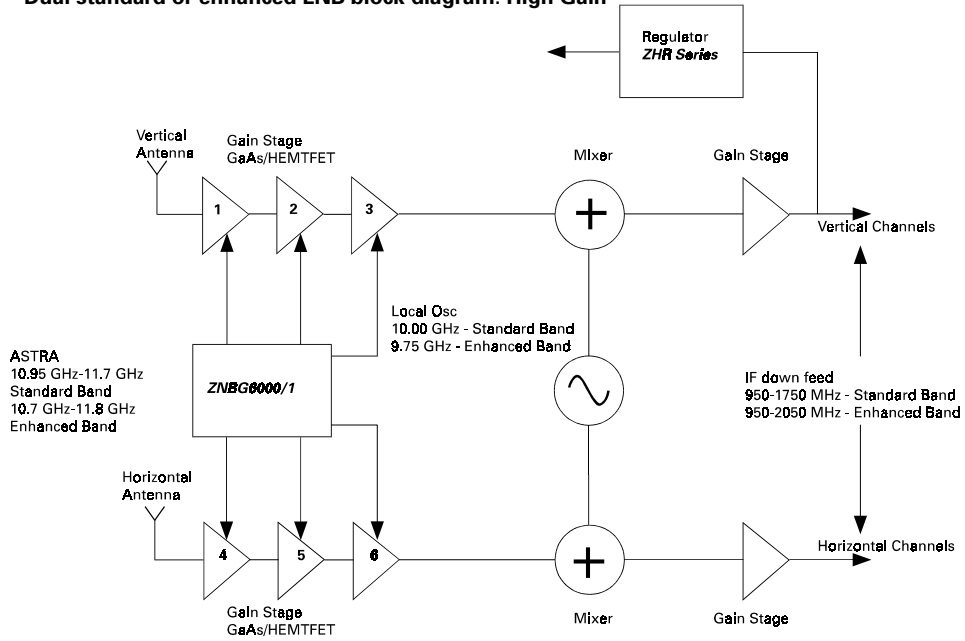 Dual standard or enhanced LNB block diagram: High Gain
Regulator
ZHR Series
Vertical
Antenna
Gain Stage
GaAs/HEMTFET
Mixer
Gain Stage
1
2
3
+
Vertical Channels
Local Osc
10.00 GHz - Standard Band
9.75 GHz - Enhanced Band
ASTRA
10.95 GHz-11.7 GHz
Standard Band
10.7 GHz-11.8 GHz
Enhanced Band
ZNBG6000/1
IF down feed
950-1750 MHz - Standard Band
950-2050 MHz - Enhanced Band
Horizontal
Antenna
4
5
6
+
Horizontal Channels
Gain Stage
GaAs/HEMTFET
Mixer
Gain Stage